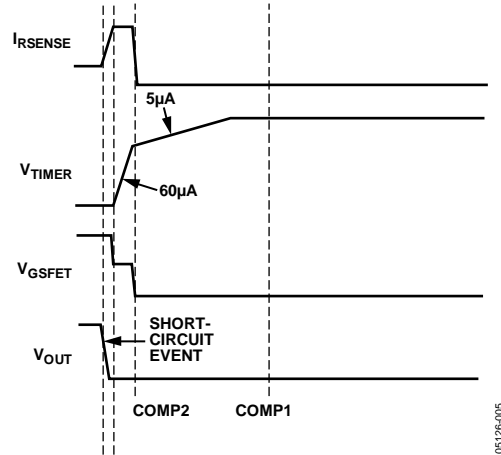 IRSENSE
5µA
VTIMER
60µA
VGSFET
SHORT-
CIRCUIT
EVENT
VOUT
COMP2
COMP1
05126-005